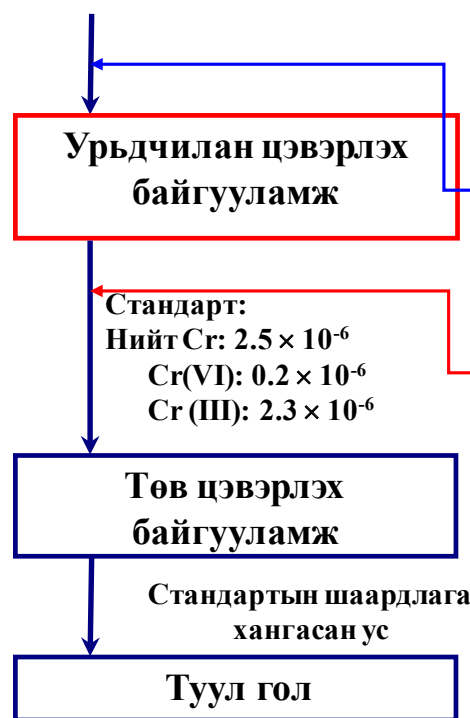 Урьдчилан цэвэрлэх
байгууламж
Стандарт:
Нийт Cr: 2.5 × 10⁻⁶
Cr(VI): 0.2 × 10⁻⁶
Cr (III): 2.3 × 10⁻⁶
Төв цэвэрлэх
байгууламж
Стандартын шаардлага
хангасан ус
Туул гол